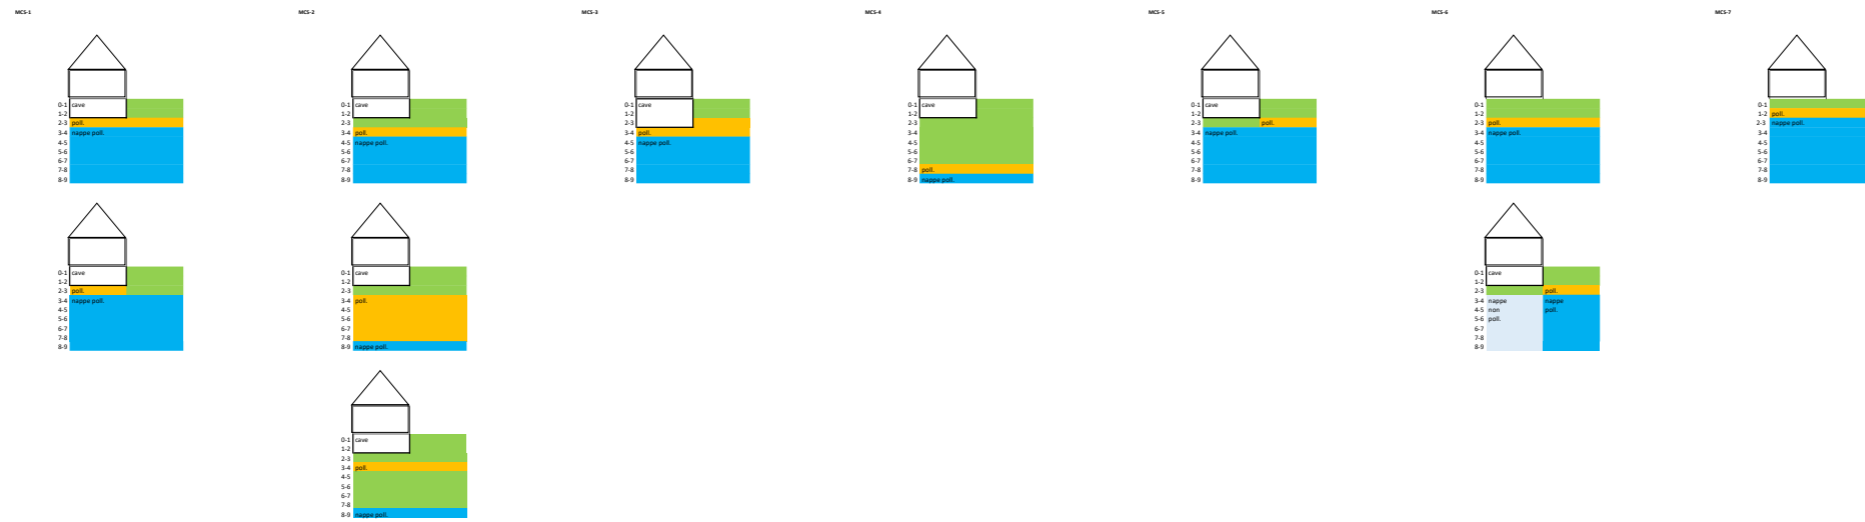 MCS-1 MCS-2 MCS-3 MCS-4 MCS-5 MCS-6 MCS-7
0-1 cave 0-1 cave 0-1 cave 0-1 cave 0-1 cave 0-1 0-1
1-2 1-2 1-2 1-2 1-2 1-2 1-2 poll.
2-3 poll. 2-3 2-3 2-3 2-3 poll. 2-3 poll. 2-3 nappe poll.
3-4 nappe poll. 3-4 poll. 3-4 poll. 3-4 3-4 nappe poll. 3-4 nappe poll. 3-4
4-5 4-5 nappe poll. 4-5 nappe poll. 4-5 4-5 4-5 4-5
5-6 5-6 5-6 5-6 5-6 5-6 5-6
6-7 6-7 6-7 6-7 6-7 6-7 6-7
7-8 7-8 7-8 7-8 poll. 7-8 7-8 7-8
8-9 8-9 8-9 8-9 nappe poll. 8-9 8-9 8-9
0-1 cave 0-1 cave 0-1 cave
1-2 1-2 1-2
2-3 poll. 2-3 2-3 poll.
3-4 nappe poll. 3-4 poll. 3-4 nappe nappe
4-5 4-5 4-5 non poll.
5-6 5-6 5-6 poll.
6-7 6-7 6-7
7-8 7-8 7-8
8-9 8-9 nappe poll. 8-9
0-1 cave
1-2
2-3
3-4 poll.
4-5
5-6
6-7
7-8
8-9 nappe poll.